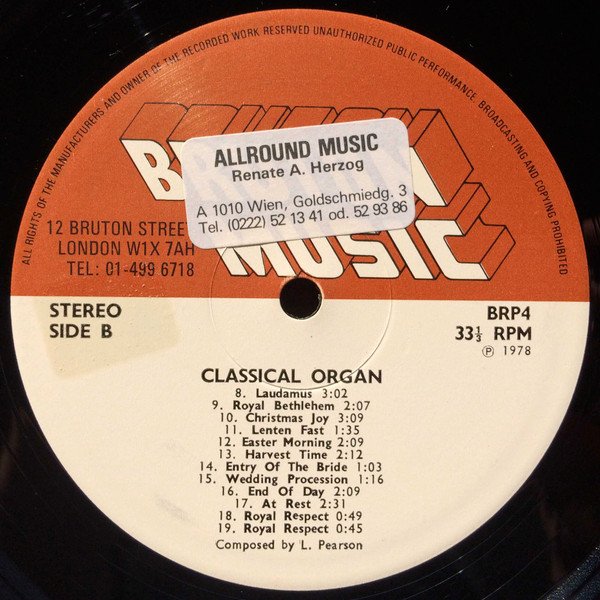 ALL RIGHTS OF THE MANUFACTURERS AND OWNER OF THE RECORDED WORK RESERVED UNAUTHORIZED PUBLIC PERFORMANCE, BROADCASTING AND COPYING PROHIBITED
ALLROUND MUSIC
Renate A. Herzog
A 1010 Wien, Goldschmiedg. 3
Tel. (0222) 52 13 41 od. 52 93 86
MUSIC
12 BRUTON STREET
LONDON W1X 7AH
TEL: 01-499 6718
STEREO
SIDE B
BRP4
33⅓ RPM
℗ 1978
CLASSICAL ORGAN
8. Laudamus 3:02
9. Royal Bethlehem 2:07
10. Christmas Joy 3:09
11. Lenten Fast 1:35
12. Easter Morning 2:09
13. Harvest Time 2:12
14. Entry Of The Bride 1:03
15. Wedding Procession 1:16
16. End Of Day 2:09
17. At Rest 2:31
18. Royal Respect 0:49
19. Royal Respect 0:45
Composed by L. Pearson